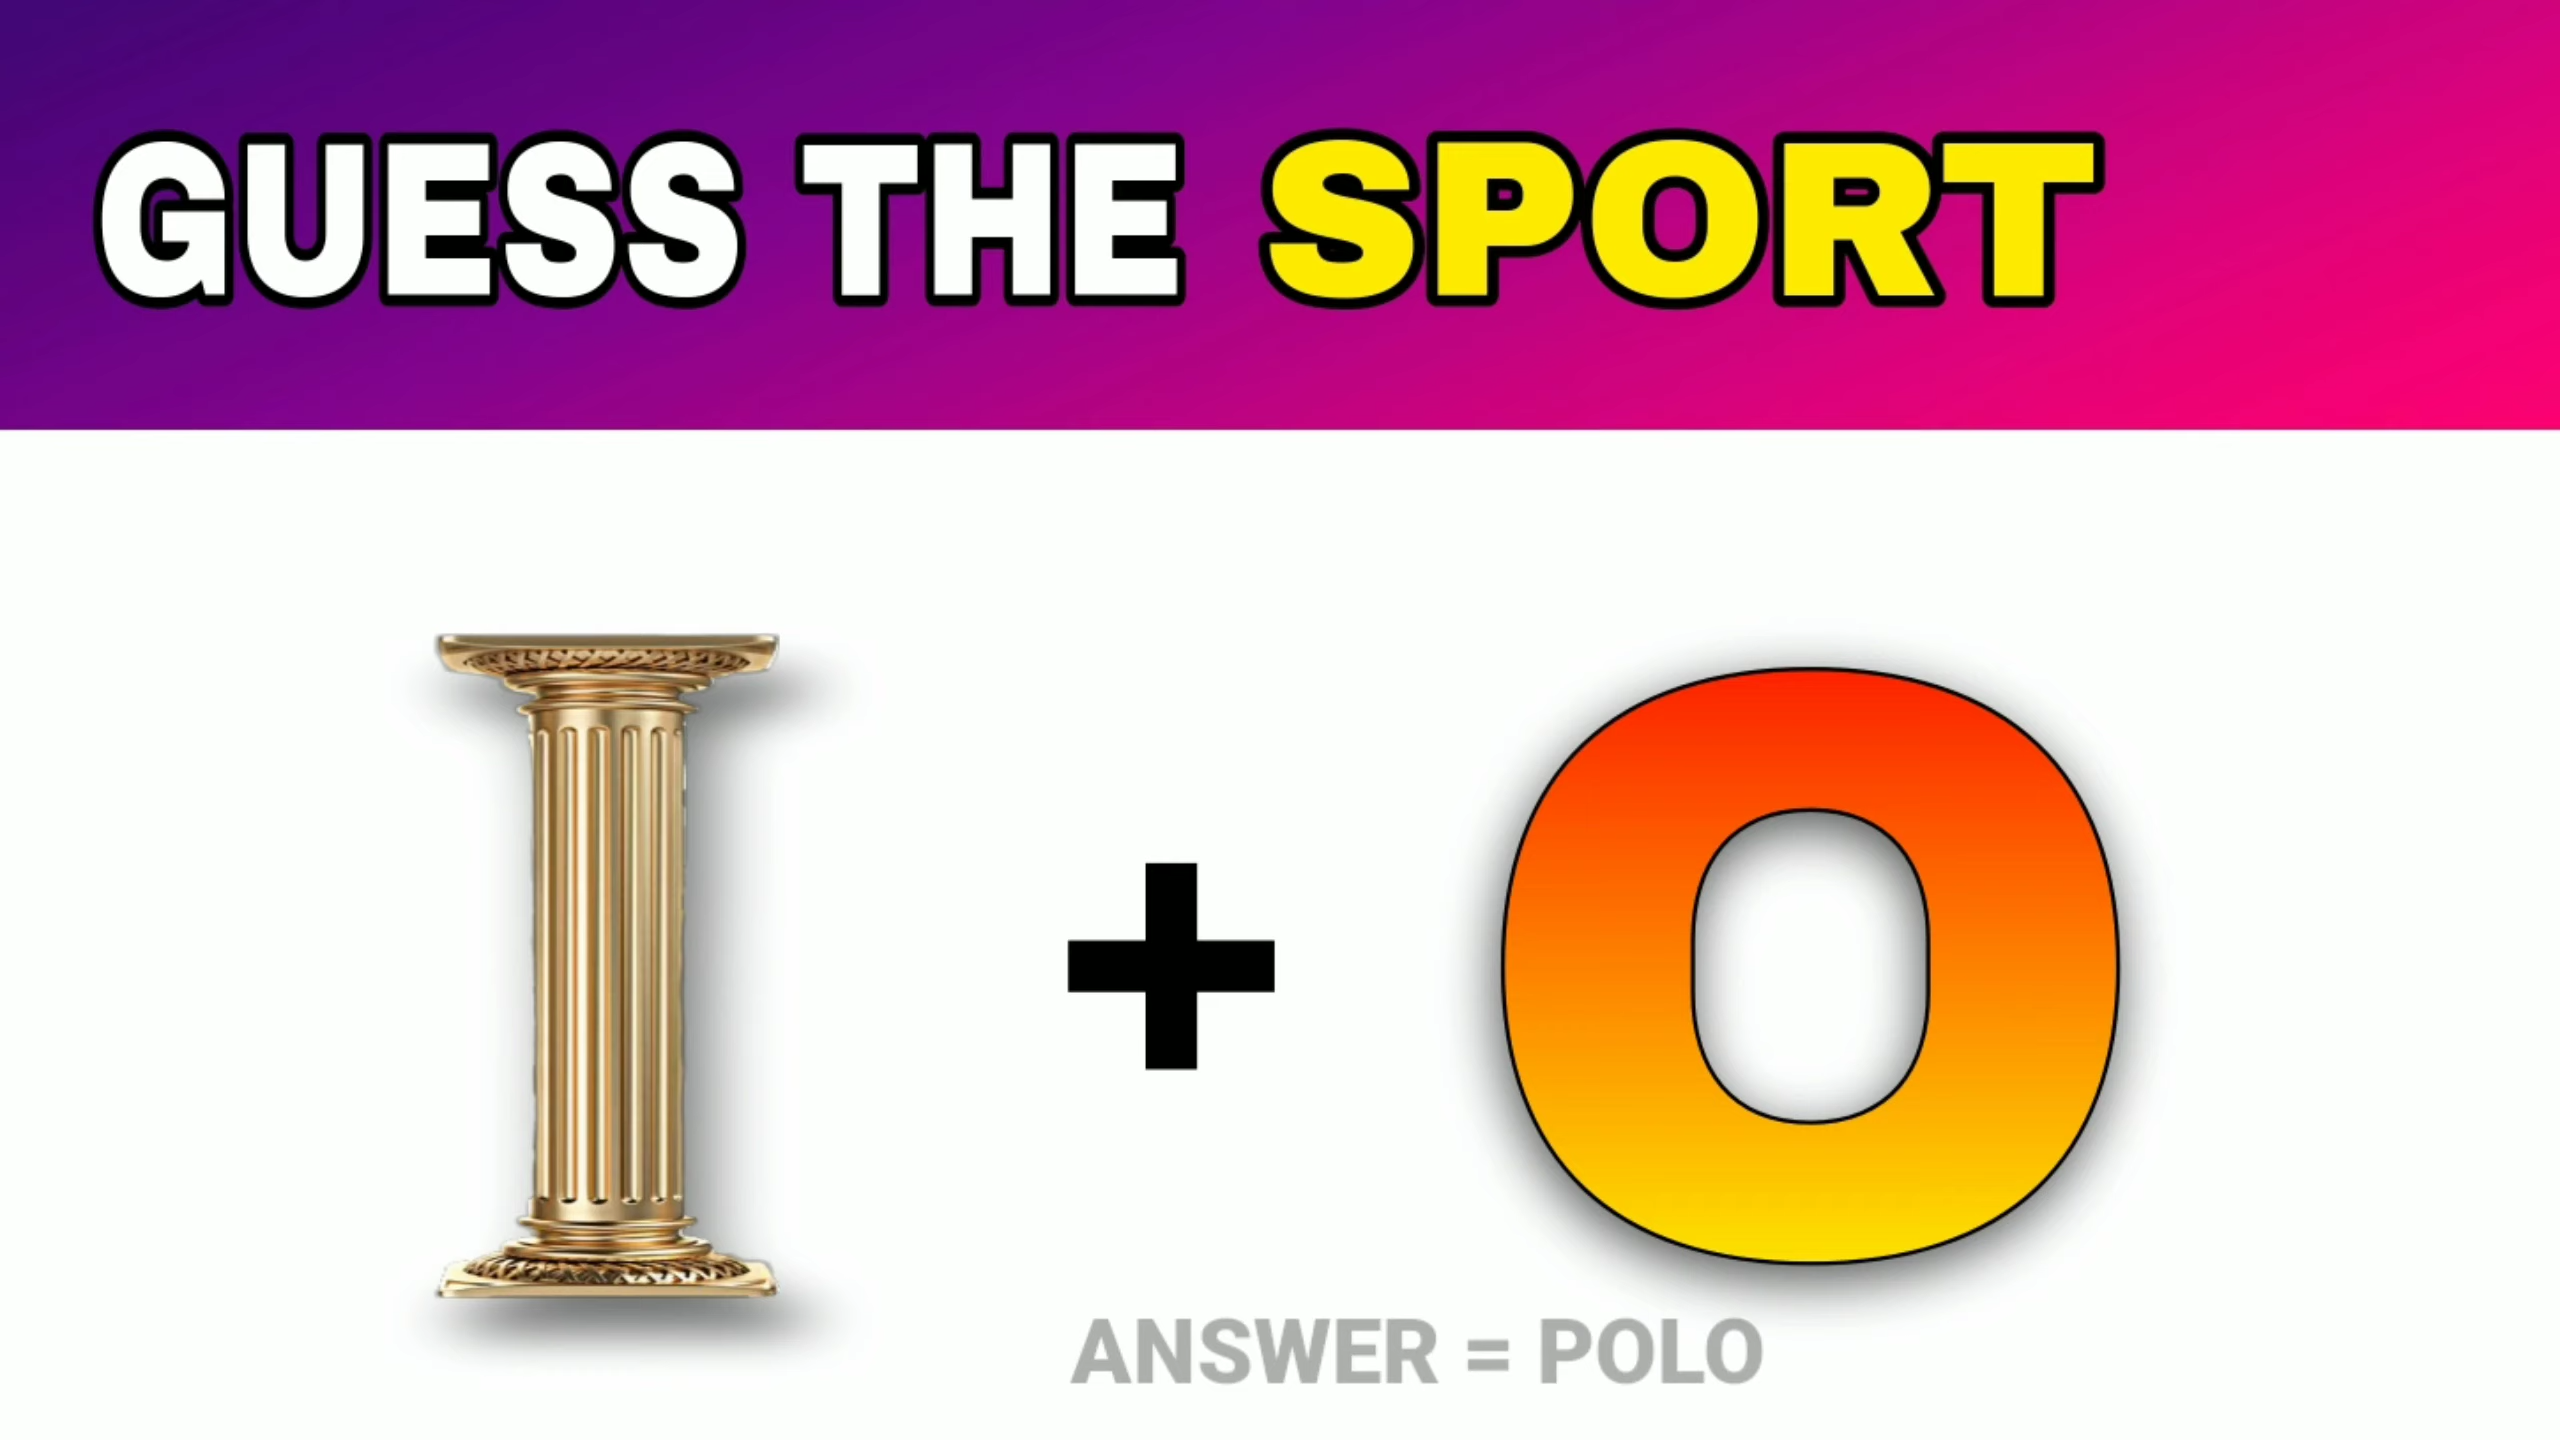 GUESS THE SPORT
+ O
ANSWER = POLO